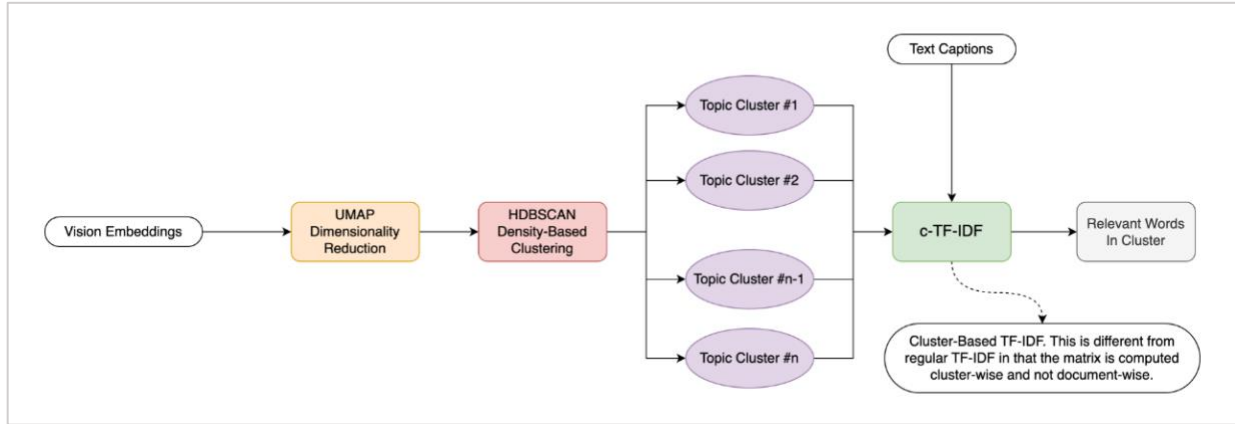 Text Captions
Topic Cluster #1
Topic Cluster #2
Vision Embeddings
UMAP
Dimensionality
Reduction
HDBSCAN
Density-Based
Clustering
c-TF-IDF
Relevant Words
In Cluster
Topic Cluster #n-1
Topic Cluster #n
Cluster-Based TF-IDF. This is different from
regular TF-IDF in that the matrix is computed
cluster-wise and not document-wise.